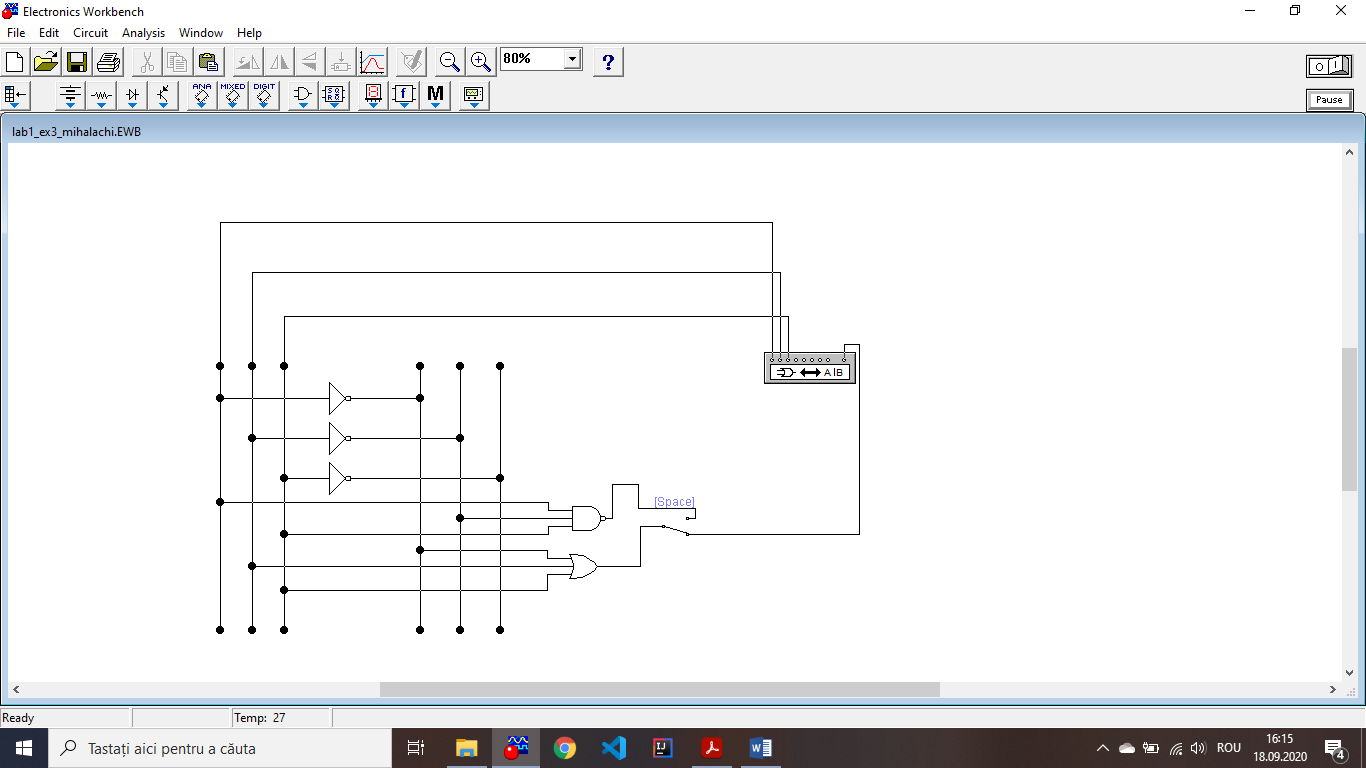 Electronics Workbench
File Edit Circuit Analysis Window Help
80%
?
O I
ANA MIXED DIGIT
f M
Pause
lab1_ex3_mihalachi.EWB
A|B
[Space]
Ready
Temp: 27
Tastați aici pentru a căuta
IJ
W
ROU
16:15
18.09.2020
4